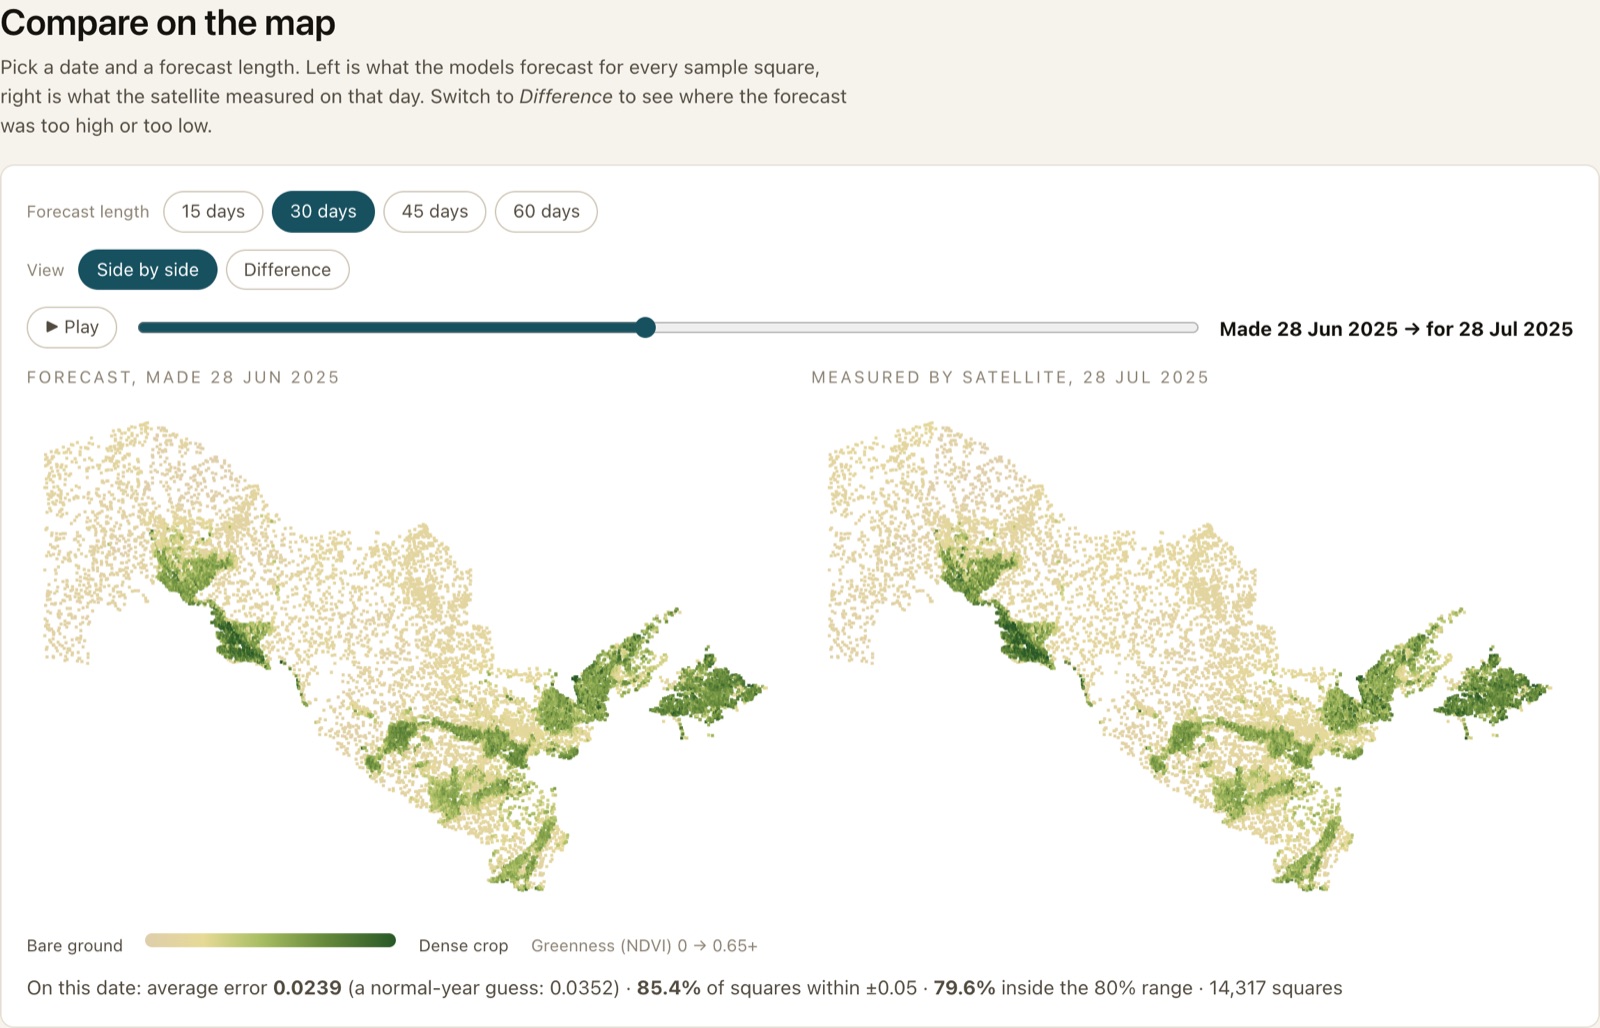 Compare on the map
Pick a date and a forecast length. Left is what the models forecast for every sample square,
right is what the satellite measured on that day. Switch to Difference to see where the forecast
was too high or too low.
Forecast length 15 days 30 days 45 days 60 days
View Side by side Difference
▶ Play Made 28 Jun 2025 → for 28 Jul 2025
FORECAST, MADE 28 JUN 2025 MEASURED BY SATELLITE, 28 JUL 2025
Bare ground Dense crop Greenness (NDVI) 0 → 0.65+
On this date: average error 0.0239 (a normal-year guess: 0.0352) · 85.4% of squares within ±0.05 · 79.6% inside the 80% range · 14,317 squares